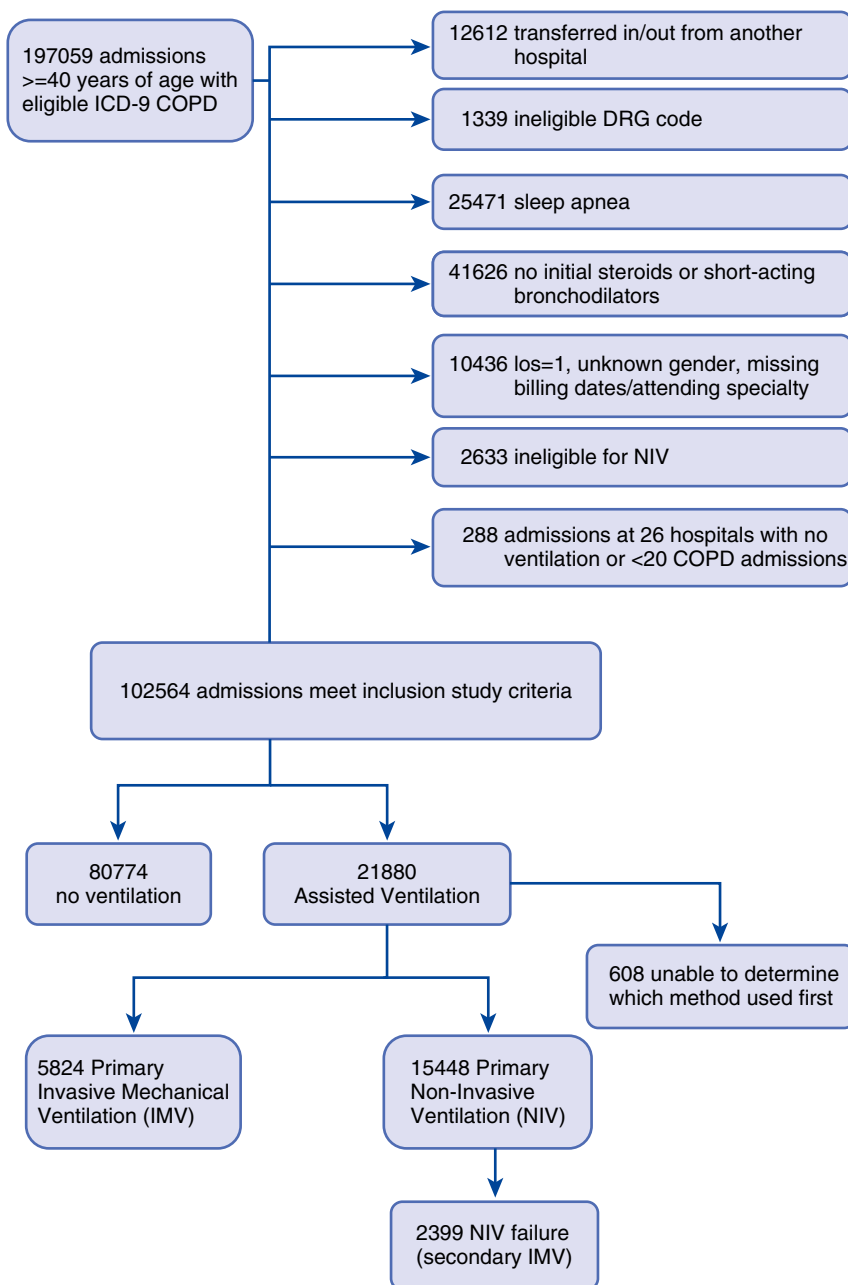 197059 admissions
>=40 years of age with
eligible ICD-9 COPD
12612 transferred in/out from another
hospital
1339 ineligible DRG code
25471 sleep apnea
41626 no initial steroids or short-acting
bronchodilators
10436 los=1, unknown gender, missing
billing dates/attending specialty
2633 ineligible for NIV
288 admissions at 26 hospitals with no
ventilation or <20 COPD admissions
102564 admissions meet inclusion study criteria
80774
no ventilation
21880
Assisted Ventilation
608 unable to determine
which method used first
5824 Primary
Invasive Mechanical
Ventilation (IMV)
15448 Primary
Non-Invasive
Ventilation (NIV)
2399 NIV failure
(secondary IMV)